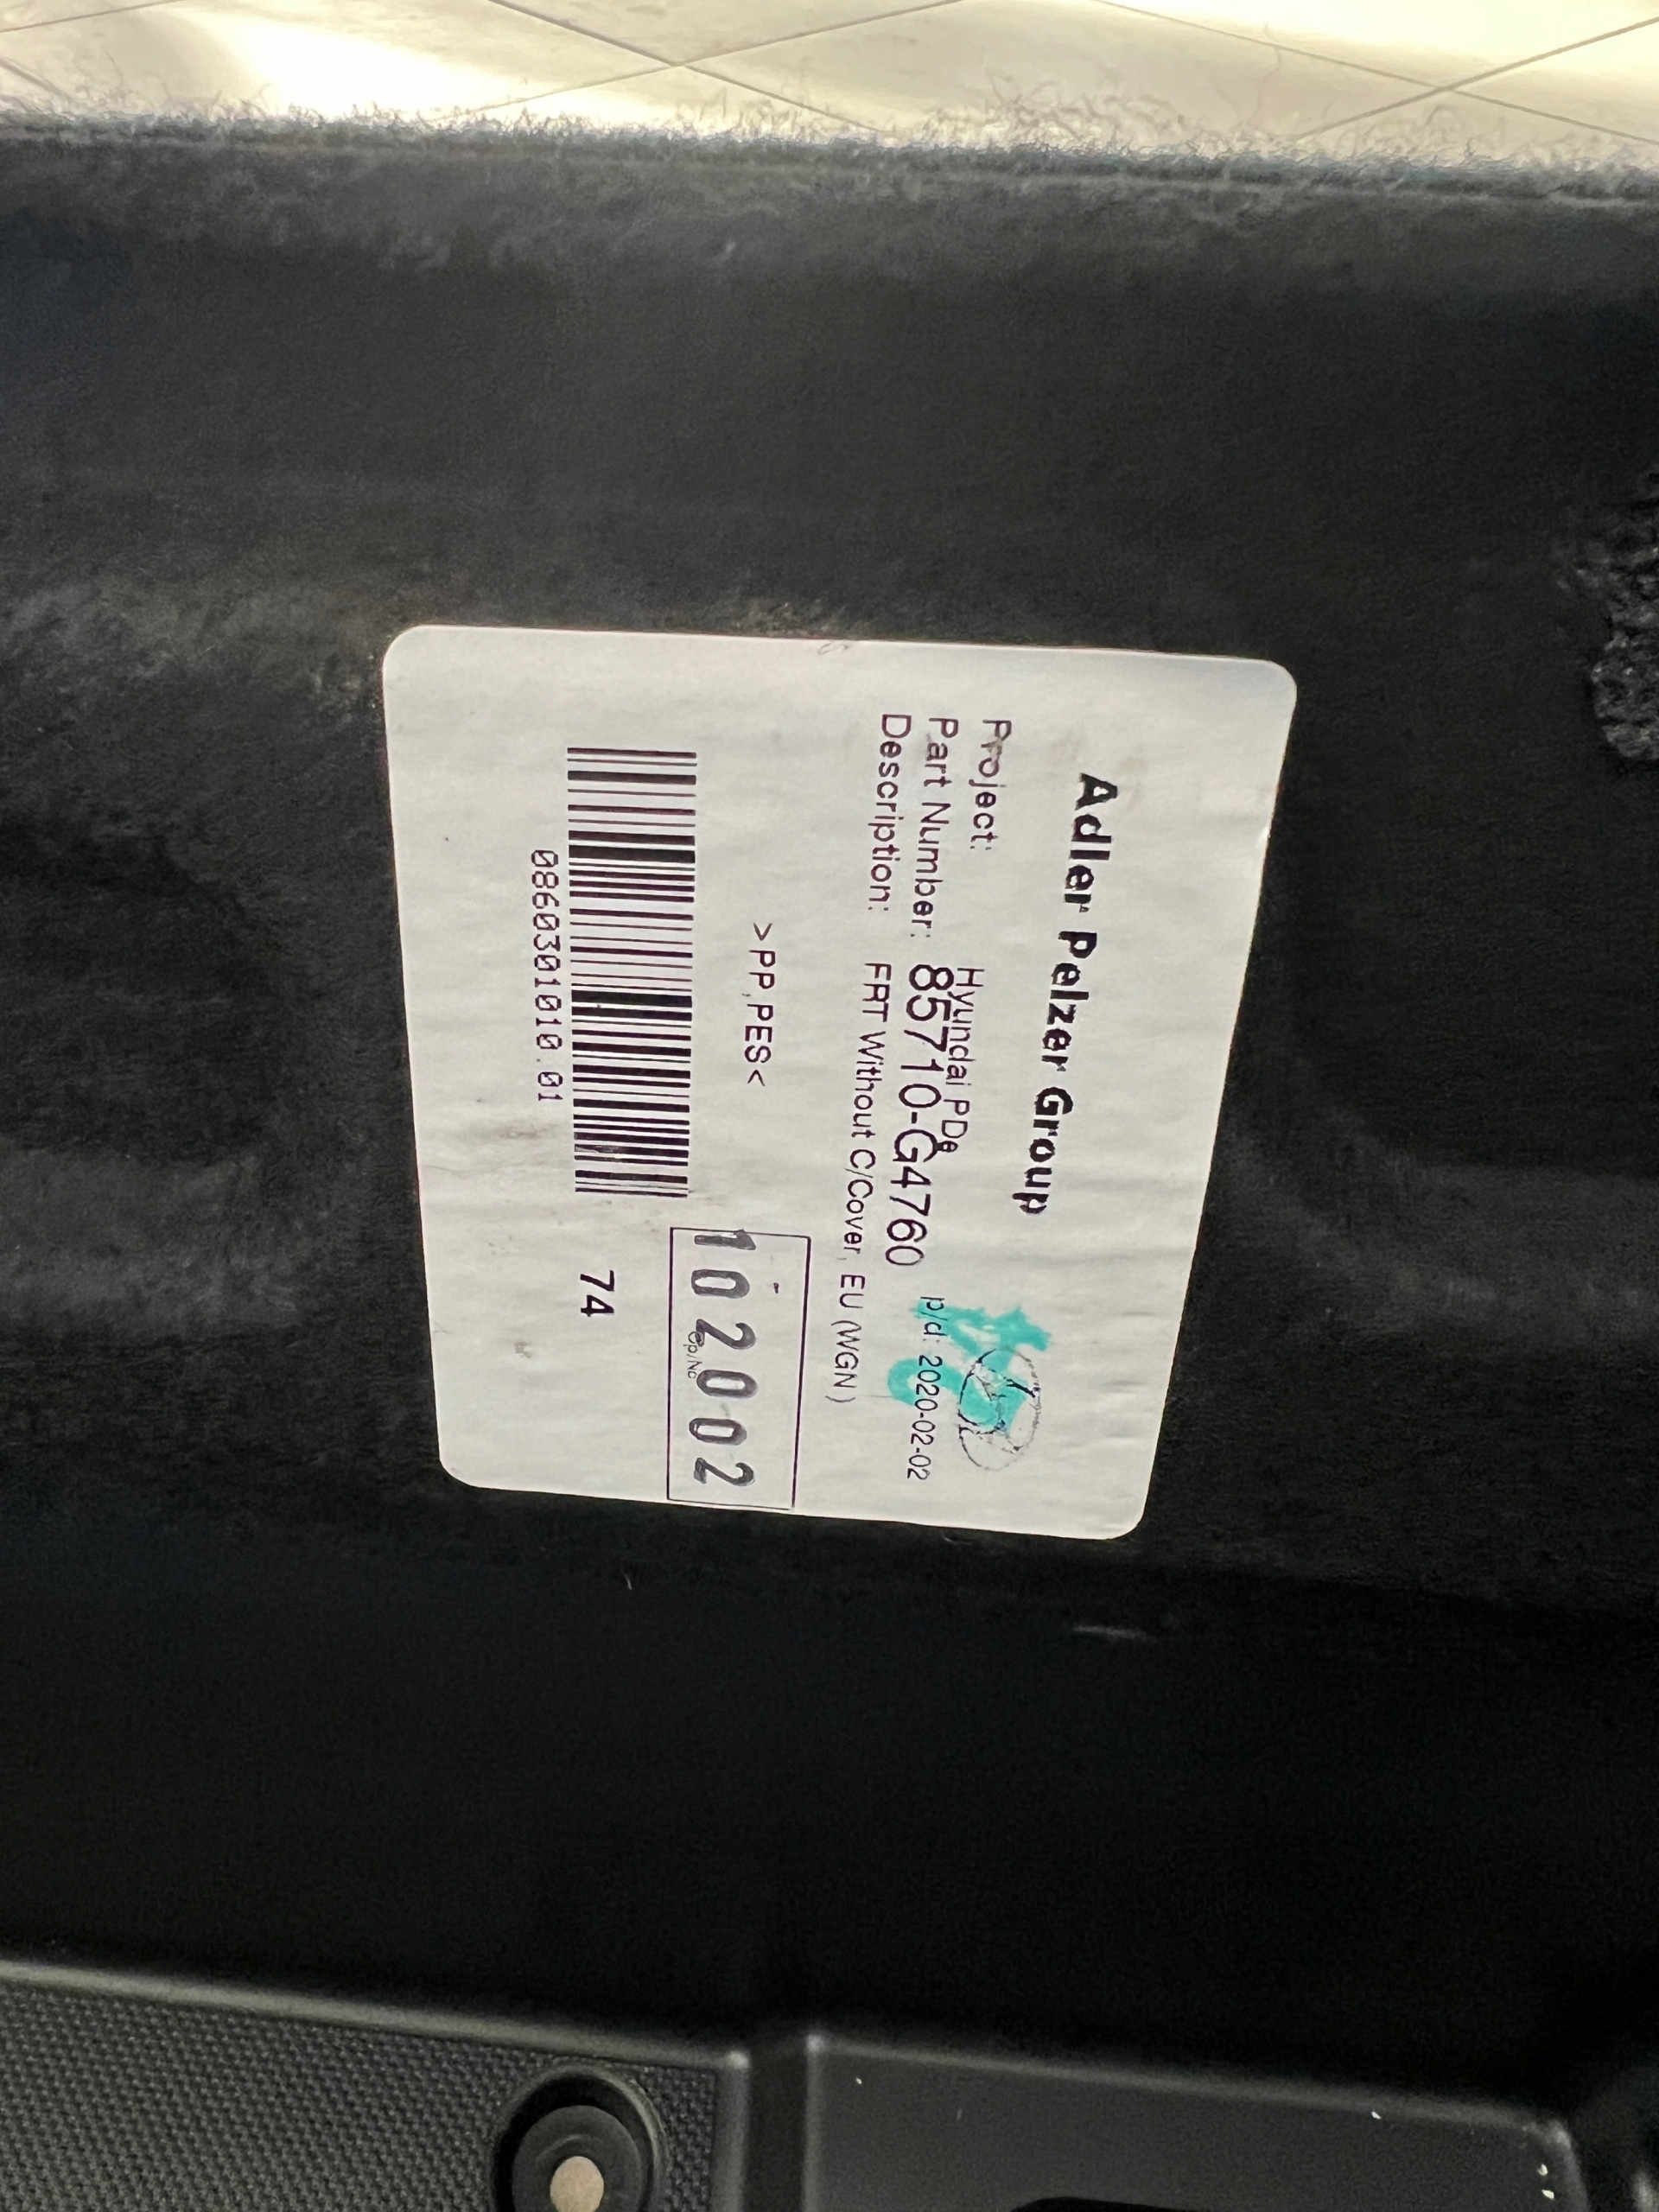 Adler Pelzer Group
Project: Hyundai PDe
Part Number: 85710-G4760 p/d: 2020-02-02
Description: FRT Without C/Cover, EU (WGN)
>PP,PES<
102002
Op/No
0860301010.01
74